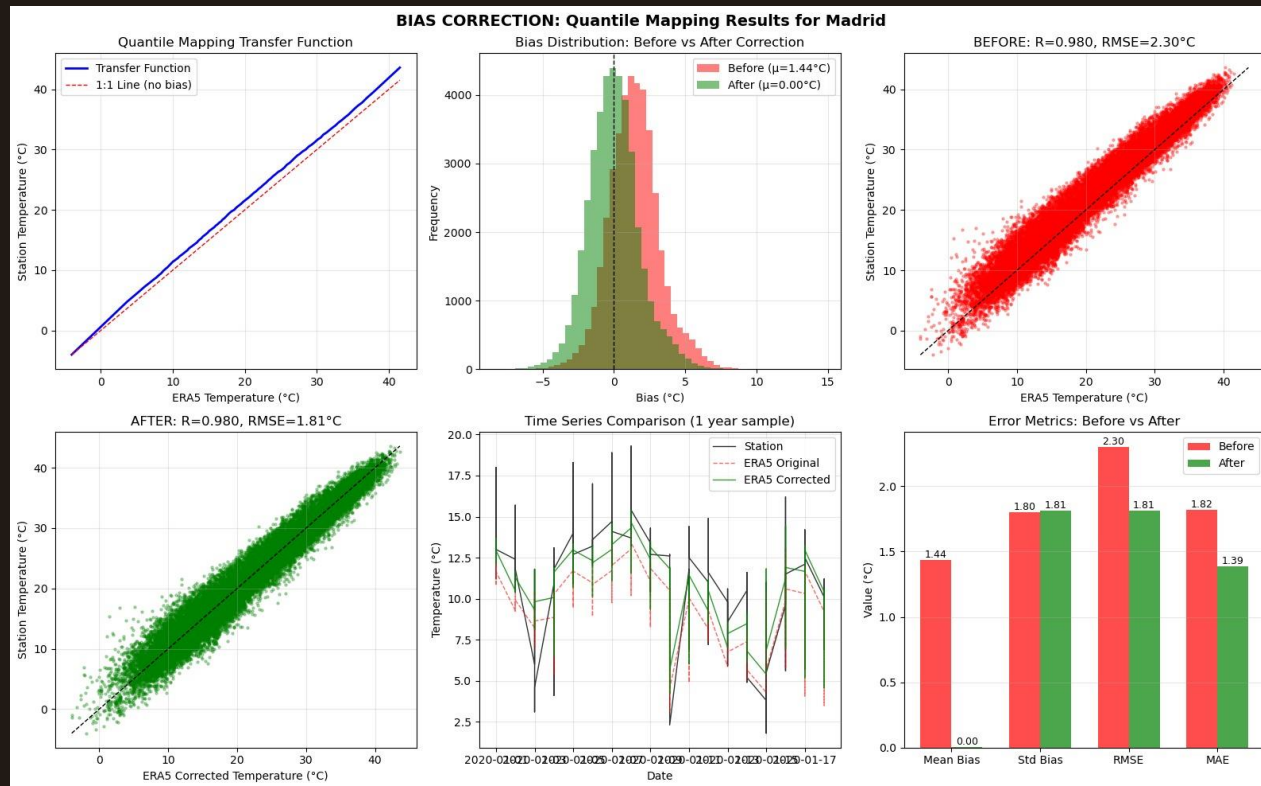 BIAS CORRECTION: Quantile Mapping Results for Madrid
Quantile Mapping Transfer Function
Transfer Function
1:1 Line (no bias)
Station Temperature (°C)
40
30
20
10
0
0 10 20 30 40
ERA5 Temperature (°C)
Bias Distribution: Before vs After Correction
Before (μ=1.44°C)
After (μ=0.00°C)
Frequency
4000
3000
2000
1000
0
−5 0 5 10 15
Bias (°C)
BEFORE: R=0.980, RMSE=2.30°C
Station Temperature (°C)
40
30
20
10
0
0 10 20 30 40
ERA5 Temperature (°C)
AFTER: R=0.980, RMSE=1.81°C
Station Temperature (°C)
40
30
20
10
0
0 10 20 30 40
ERA5 Corrected Temperature (°C)
Time Series Comparison (1 year sample)
Station
ERA5 Original
ERA5 Corrected
Temperature (°C)
20.0
17.5
15.0
12.5
10.0
7.5
5.0
2.5
Date
Error Metrics: Before vs After
Before
After
Value (°C)
2.0
1.5
1.0
0.5
0.0
1.44
0.00
1.80
1.81
2.30
1.81
1.82
1.39
Mean Bias Std Bias RMSE MAE